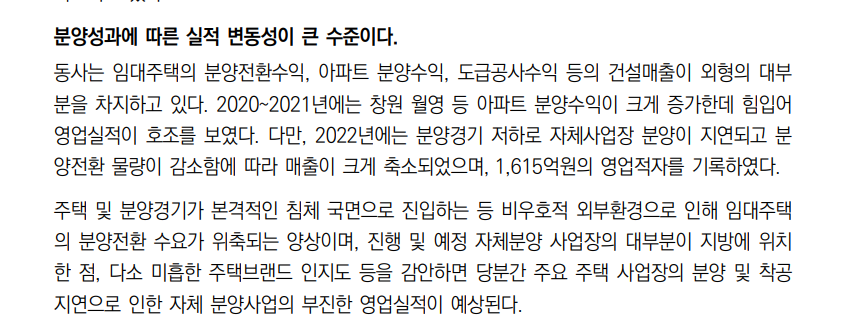 분양성과에 따른 실적 변동성이 큰 수준이다.
동사는 임대주택의 분양전환수익, 아파트 분양수익, 도급공사수익 등의 건설매출이 외형의 대부
분을 차지하고 있다. 2020~2021년에는 창원 월영 등 아파트 분양수익이 크게 증가한데 힘입어
영업실적이 호조를 보였다. 다만, 2022년에는 분양경기 저하로 자체사업장 분양이 지연되고 분
양전환 물량이 감소함에 따라 매출이 크게 축소되었으며, 1,615억원의 영업적자를 기록하였다.
주택 및 분양경기가 본격적인 침체 국면으로 진입하는 등 비우호적 외부환경으로 인해 임대주택
의 분양전환 수요가 위축되는 양상이며, 진행 및 예정 자체분양 사업장의 대부분이 지방에 위치
한 점, 다소 미흡한 주택브랜드 인지도 등을 감안하면 당분간 주요 주택 사업장의 분양 및 착공
지연으로 인한 자체 분양사업의 부진한 영업실적이 예상된다.